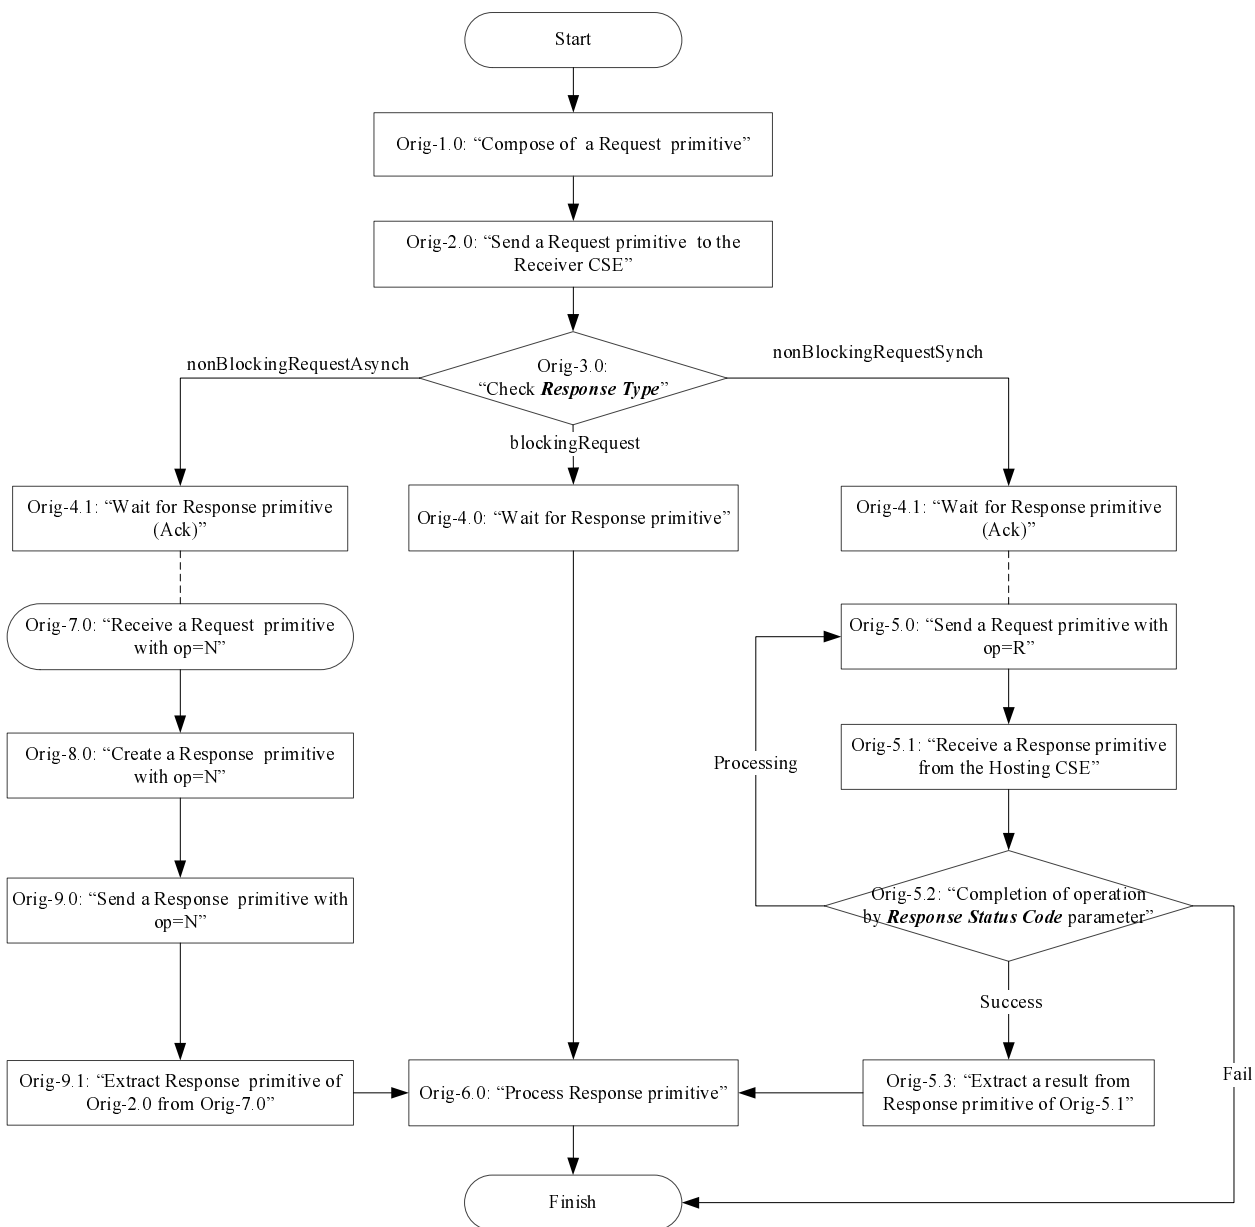 Start
Orig-1.0: “Compose of a Request primitive”
Orig-2.0: “Send a Request primitive to the
Receiver CSE”
nonBlockingRequestAsynch
Orig-3.0:
“Check Response Type”
nonBlockingRequestSynch
blockingRequest
Orig-4.1: “Wait for Response primitive
(Ack)”
Orig-4.0: “Wait for Response primitive”
Orig-4.1: “Wait for Response primitive
(Ack)”
Orig-7.0: “Receive a Request primitive
with op=N”
Orig-5.0: “Send a Request primitive with
op=R”
Orig-8.0: “Create a Response primitive
with op=N”
Processing
Orig-5.1: “Receive a Response primitive
from the Hosting CSE”
Orig-9.0: “Send a Response primitive with
op=N”
Orig-5.2: “Completion of operation
by Response Status Code parameter”
Success
Fail
Orig-9.1: “Extract Response primitive of
Orig-2.0 from Orig-7.0”
Orig-6.0: “Process Response primitive”
Orig-5.3: “Extract a result from
Response primitive of Orig-5.1”
Finish